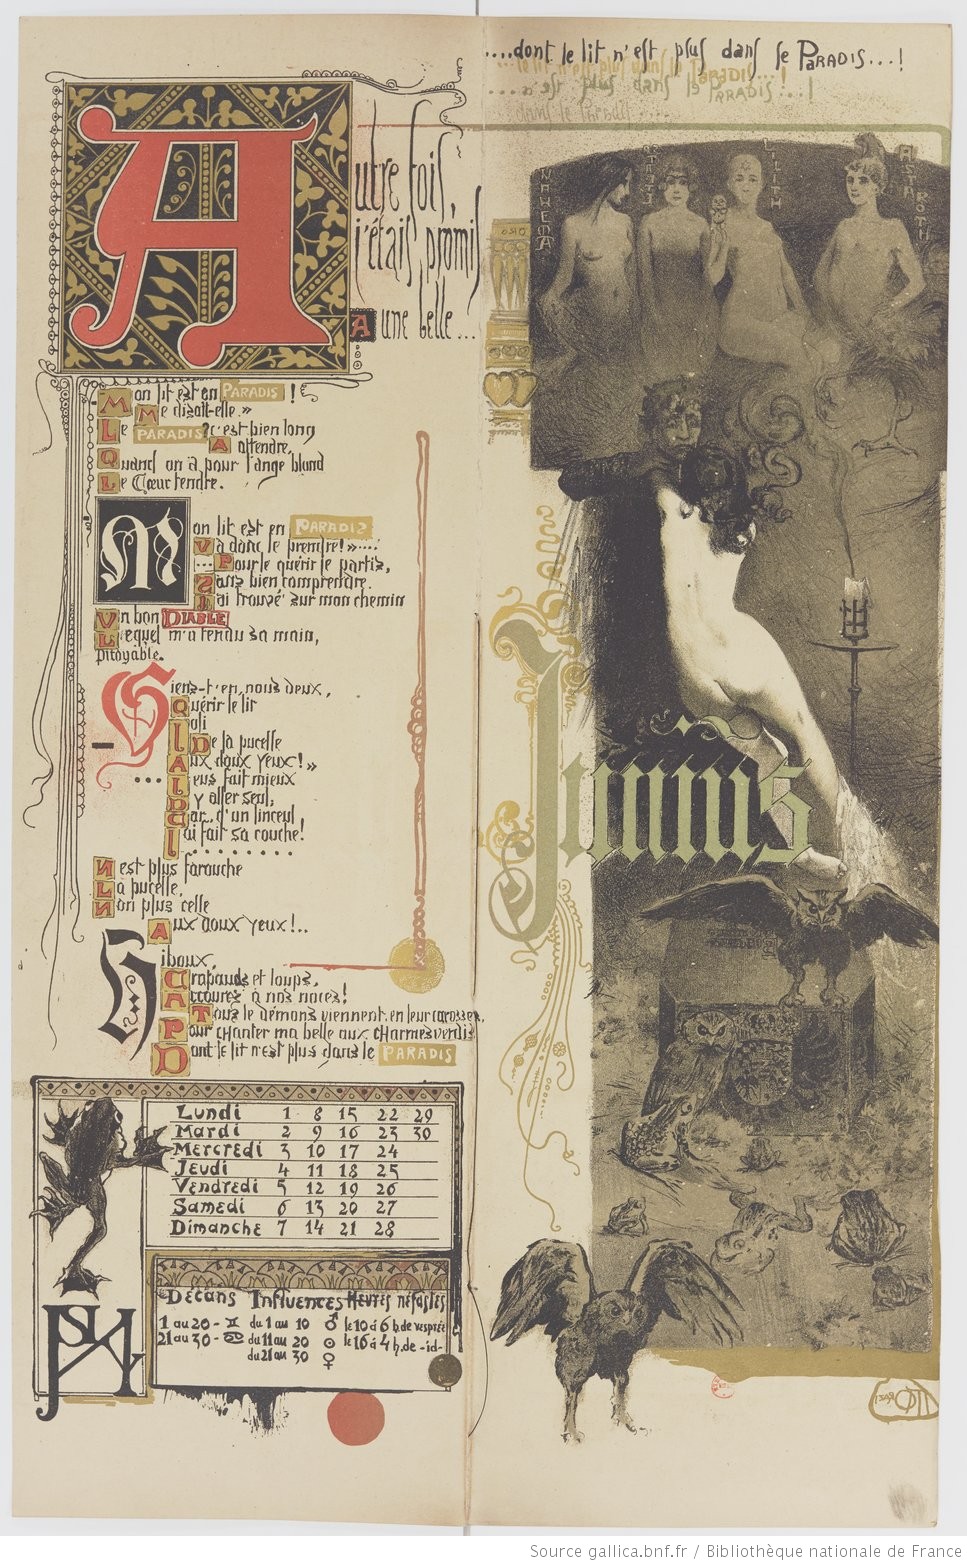 ....dont le lit n'est plus dans le PARADIS...!
...le lit n'est plus dans le PARADIS...!
....n'est plus dans le PARADIS...!
dans le
Autre fois,
j'étais promis
A une belle...
NAHEMA
LILITH
ASTAROTH
Mon lit est en PARADIS !
Me disait-elle.»
Le PARADIS? c'est bien long
A attendre,
Quand on a pour l'ange blond
Le Cœur tendre.
Mon lit est en PARADIS
Va donc le prendre!»....
...Pour le quérir le partis,
Sans bien comprendre.
J'ai trouvé sur mon chemin
Un bon DIABLE
Lequel m'a tendu sa main,
pitoyable.
Viens-t'en, nous deux,
Quérir le lit
Joli
De la pucelle
Aux doux Yeux!»
... Jeus fait mieux
D'y aller seul,
Car.. d'un linceul
J'ai fait sa couche!
N'est plus farouche
La pucelle,
Non plus celle
Aux doux yeux!..
Hiboux,
Crapauds et loups,
Accourez à nos noces!
Tous le démons viennent, en leur carosses,
Pour CHanter ma belle aux CHarmes verdis
Dont le lit n'est plus dans le PARADIS
Junius
Lundi 1 8 15 22 29
Mardi 2 9 16 23 30
Mercredi 3 10 17 24
Jeudi 4 11 18 25
Vendredi 5 12 19 26
Samedi 6 13 20 27
Dimanche 7 14 21 28
Décans Influences Heures néfastes
1 au 20 - ♊ du 1 au 10 ♂ le 10 à 6 h de vesprée
21 au 30 - ♋ du 11 au 20 ☉ le 16 à 4 h. de -id-
du 21 au 30 ♀
Source gallica.bnf.fr / Bibliothèque nationale de France